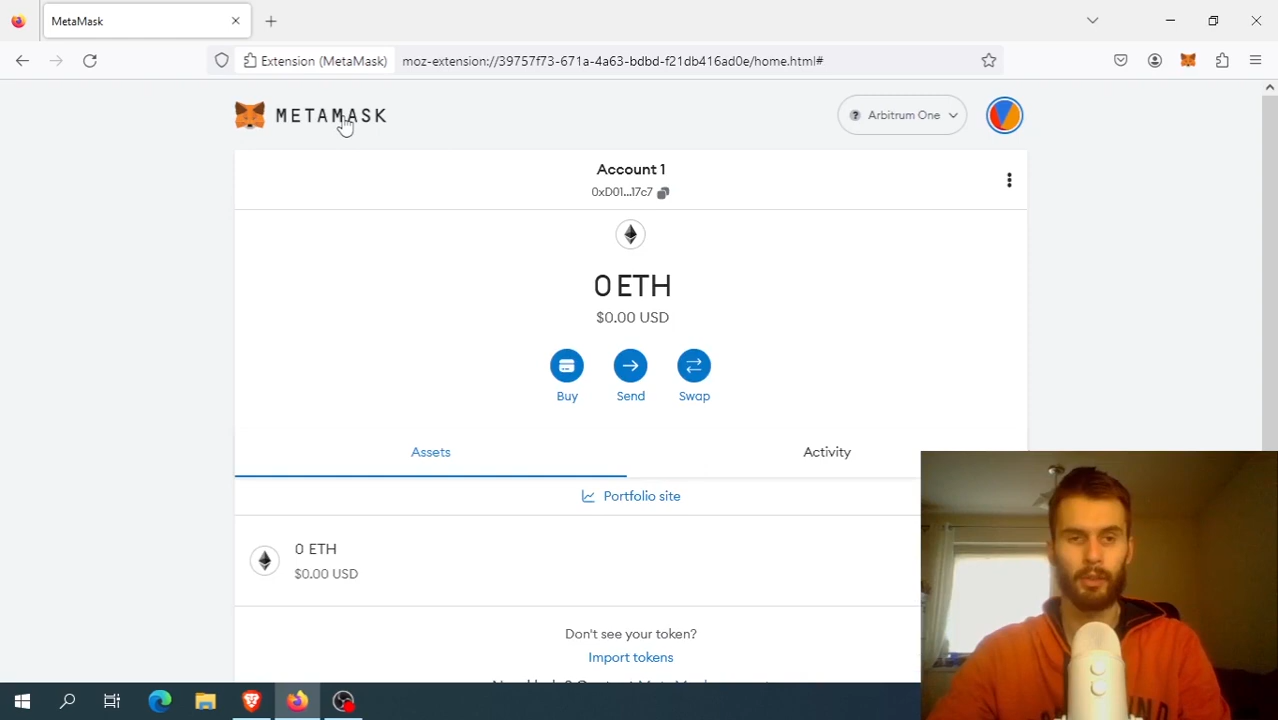 MetaMask
Extension (MetaMask)
moz-extension://39757f73-671a-4a63-bdbd-f21db416ad0e/home.html#
METAMASK
Arbitrum One
Account 1
0xD01...17c7
0 ETH
$0.00 USD
Buy
Send
Swap
Assets
Activity
Portfolio site
0 ETH
$0.00 USD
Don't see your token?
Import tokens